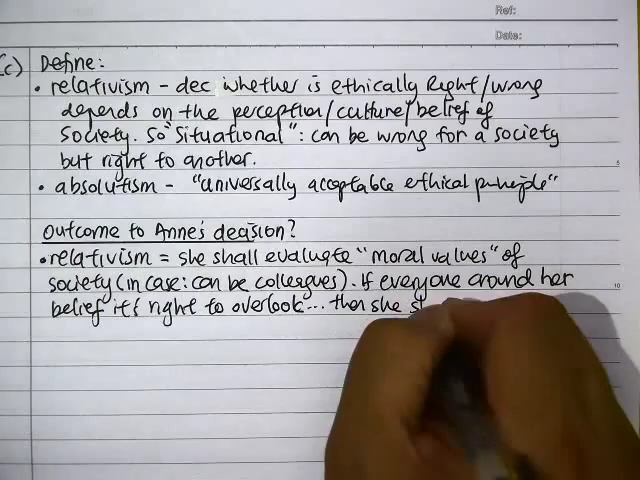 Ref:
Date:
(c) Define:
• relativism - dec whether is ethically Right/wrong
depends on the perception/culture/belief of
society. So "situational": can be wrong for a society
but right to another.
• absolutism - "universally acceptable ethical principle"
5
Outcome to Anne's decision?
• relativism = she shall evaluate "moral values" of
society (in case: can be colleagues). If everyone around her
10
belief it's right to overlook... then she